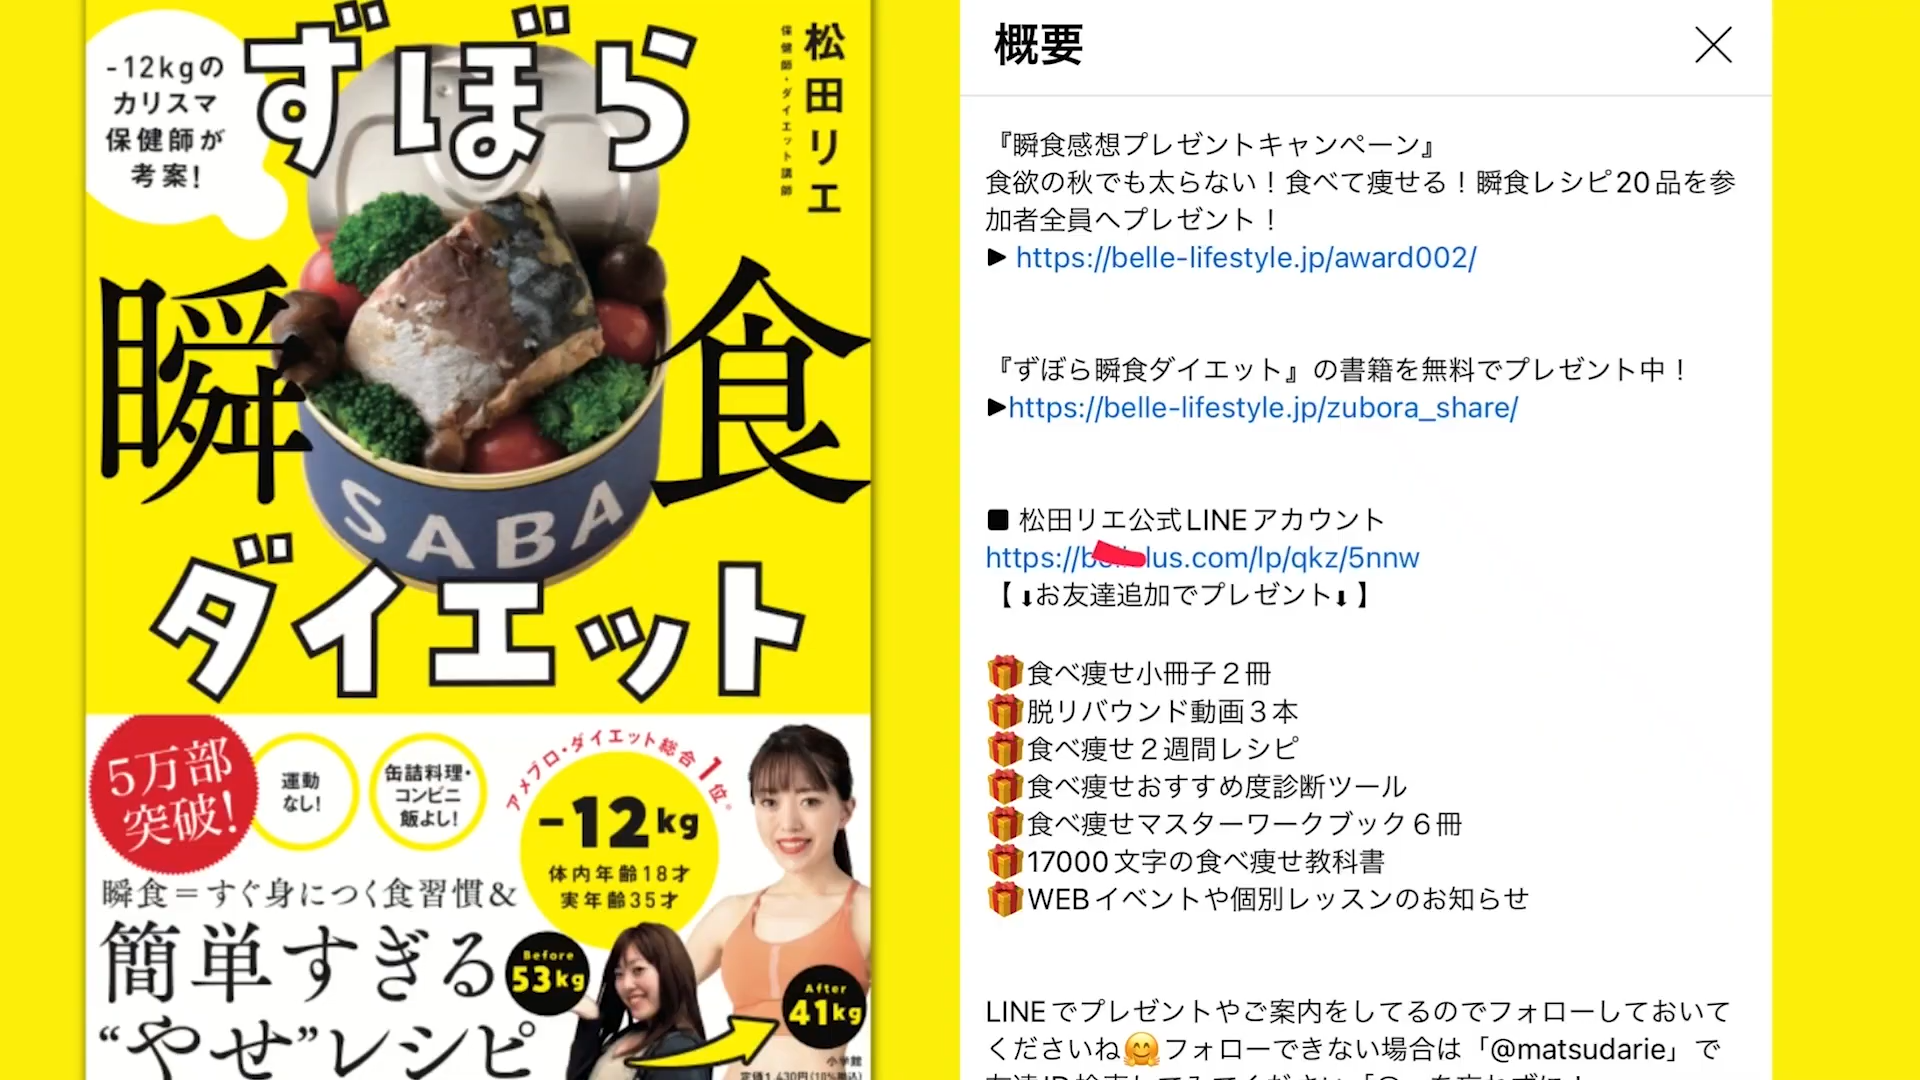 -12kgの
カリスマ
保健師が
考案!
ずぼら
瞬食
ダイエット
松田リエ
保健師・ダイエット講師
SABA
5万部
突破!
運動
なし!
缶詰料理・
コンビニ
飯よし!
アメブロ・ダイエット総合1位。
-12kg
体内年齢18才
実年齢35才
瞬食=すぐ身につく食習慣&
簡単すぎる
“やせ”レシピ
Before
53kg
After
41kg
小学館
定価1,430円(10%税込)
概要
『瞬食感想プレゼントキャンペーン』
食欲の秋でも太らない!食べて痩せる!瞬食レシピ20品を参
加者全員へプレゼント!
▶ https://belle-lifestyle.jp/award002/
『ずぼら瞬食ダイエット』の書籍を無料でプレゼント中!
▶https://belle-lifestyle.jp/zubora_share/
■ 松田リエ公式LINEアカウント
lus.com/lp/qkz/5nnw
【⬇お友達追加でプレゼント⬇】
🎁食べ痩せ小冊子2冊
🎁脱リバウンド動画3本
🎁食べ痩せ2週間レシピ
🎁食べ痩せおすすめ度診断ツール
🎁食べ痩せマスターワークブック6冊
🎁17000文字の食べ痩せ教科書
🎁WEBイベントや個別レッスンのお知らせ
LINEでプレゼントやご案内をしてるのでフォローしておいて
くださいね🤗フォローできない場合は「@matsudarie」で